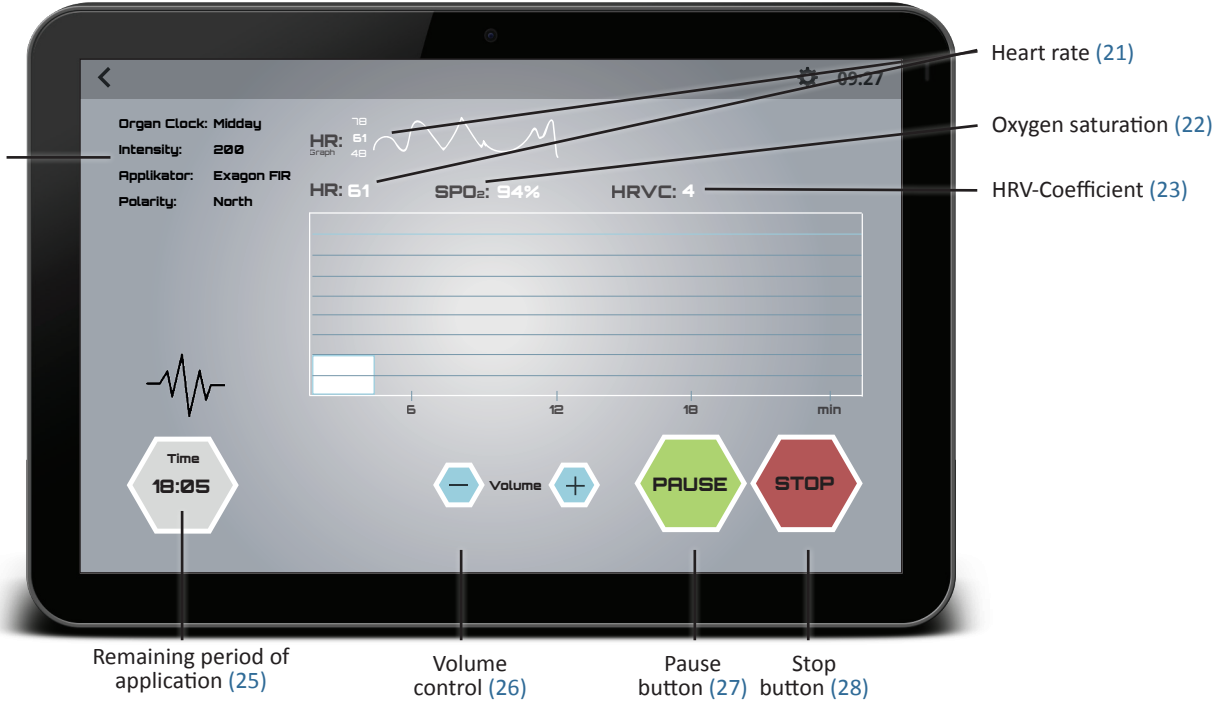 09:27
Heart rate (21)
Organ Clock: Midday
Intensity: 200
Applikator: Exagon FIR
Polarity: North
HR:
Graph
78
61
48
Oxygen saturation (22)
HR: 61
SPO₂: 94%
HRVC: 4
HRV-Coefficient (23)
6
12
18
min
Time
18:05
Volume
PAUSE
STOP
Remaining period of
application (25)
Volume
control (26)
Pause
button (27)
Stop
button (28)